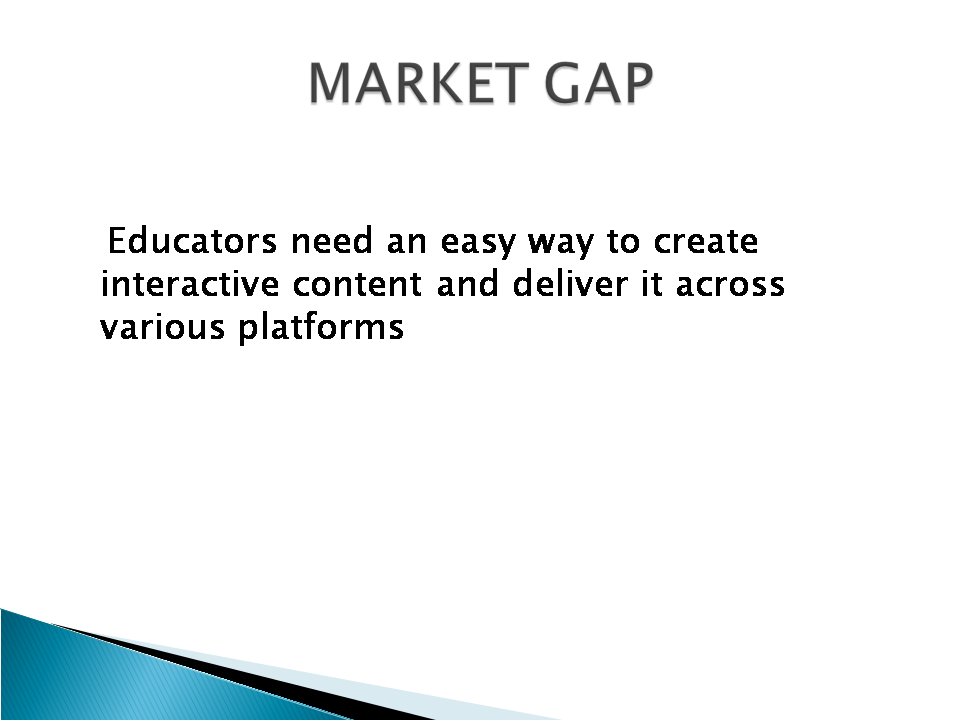 MARKET GAP
Educators need an easy way to create
interactive content and deliver it across
various platforms